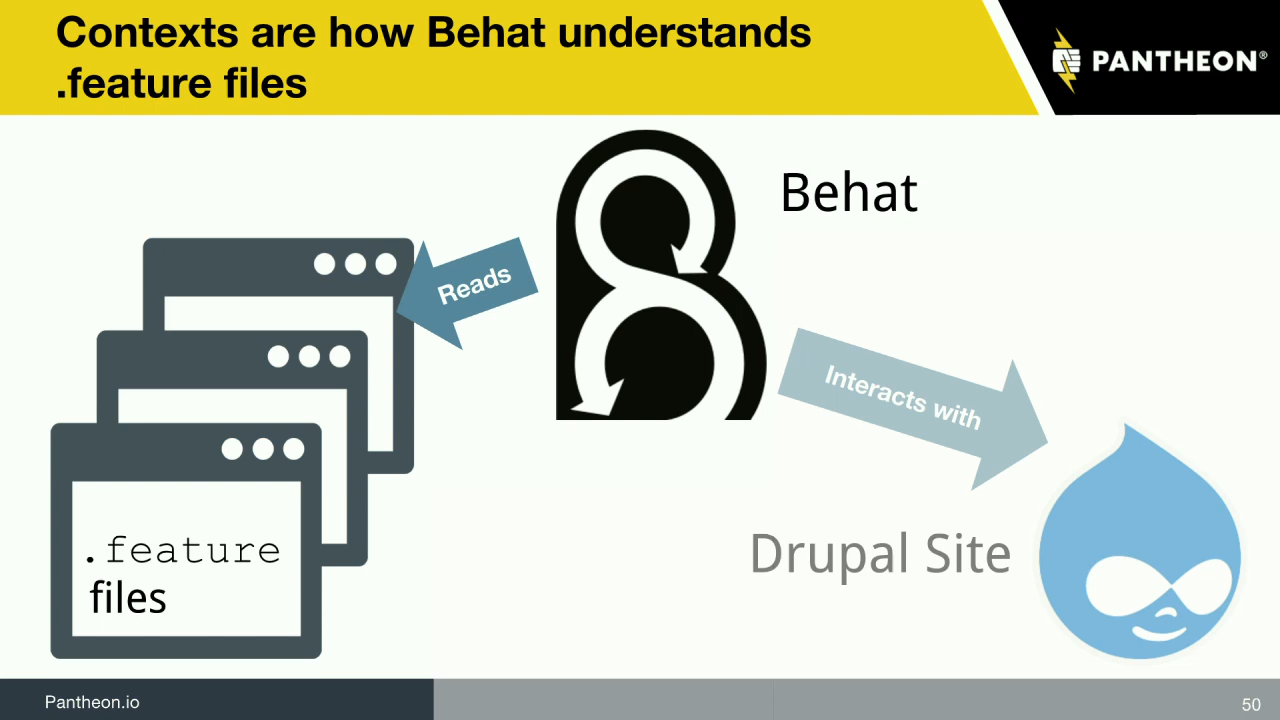 Contexts are how Behat understands
.feature files
PANTHEON®
Behat
Reads
Interacts with
.feature
files
Drupal Site
Pantheon.io
50